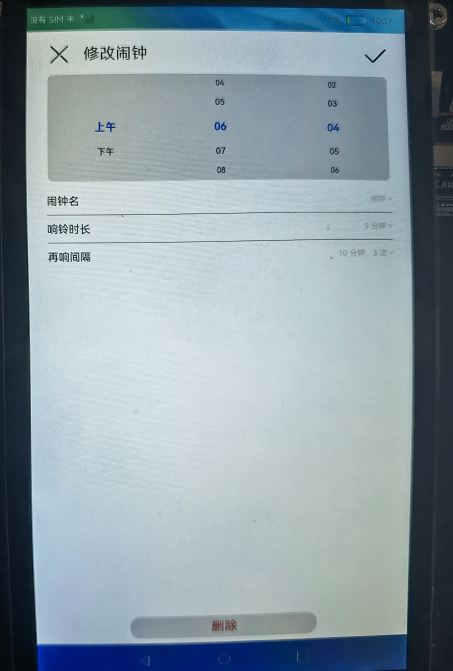 没有 SIM 卡
10:27
修改闹钟
04 02
05 03
上午 06 04
下午 07 05
08 06
闹钟名 闹钟 >
响铃时长 5 分钟 >
再响间隔 10 分钟，3 次 >
删除